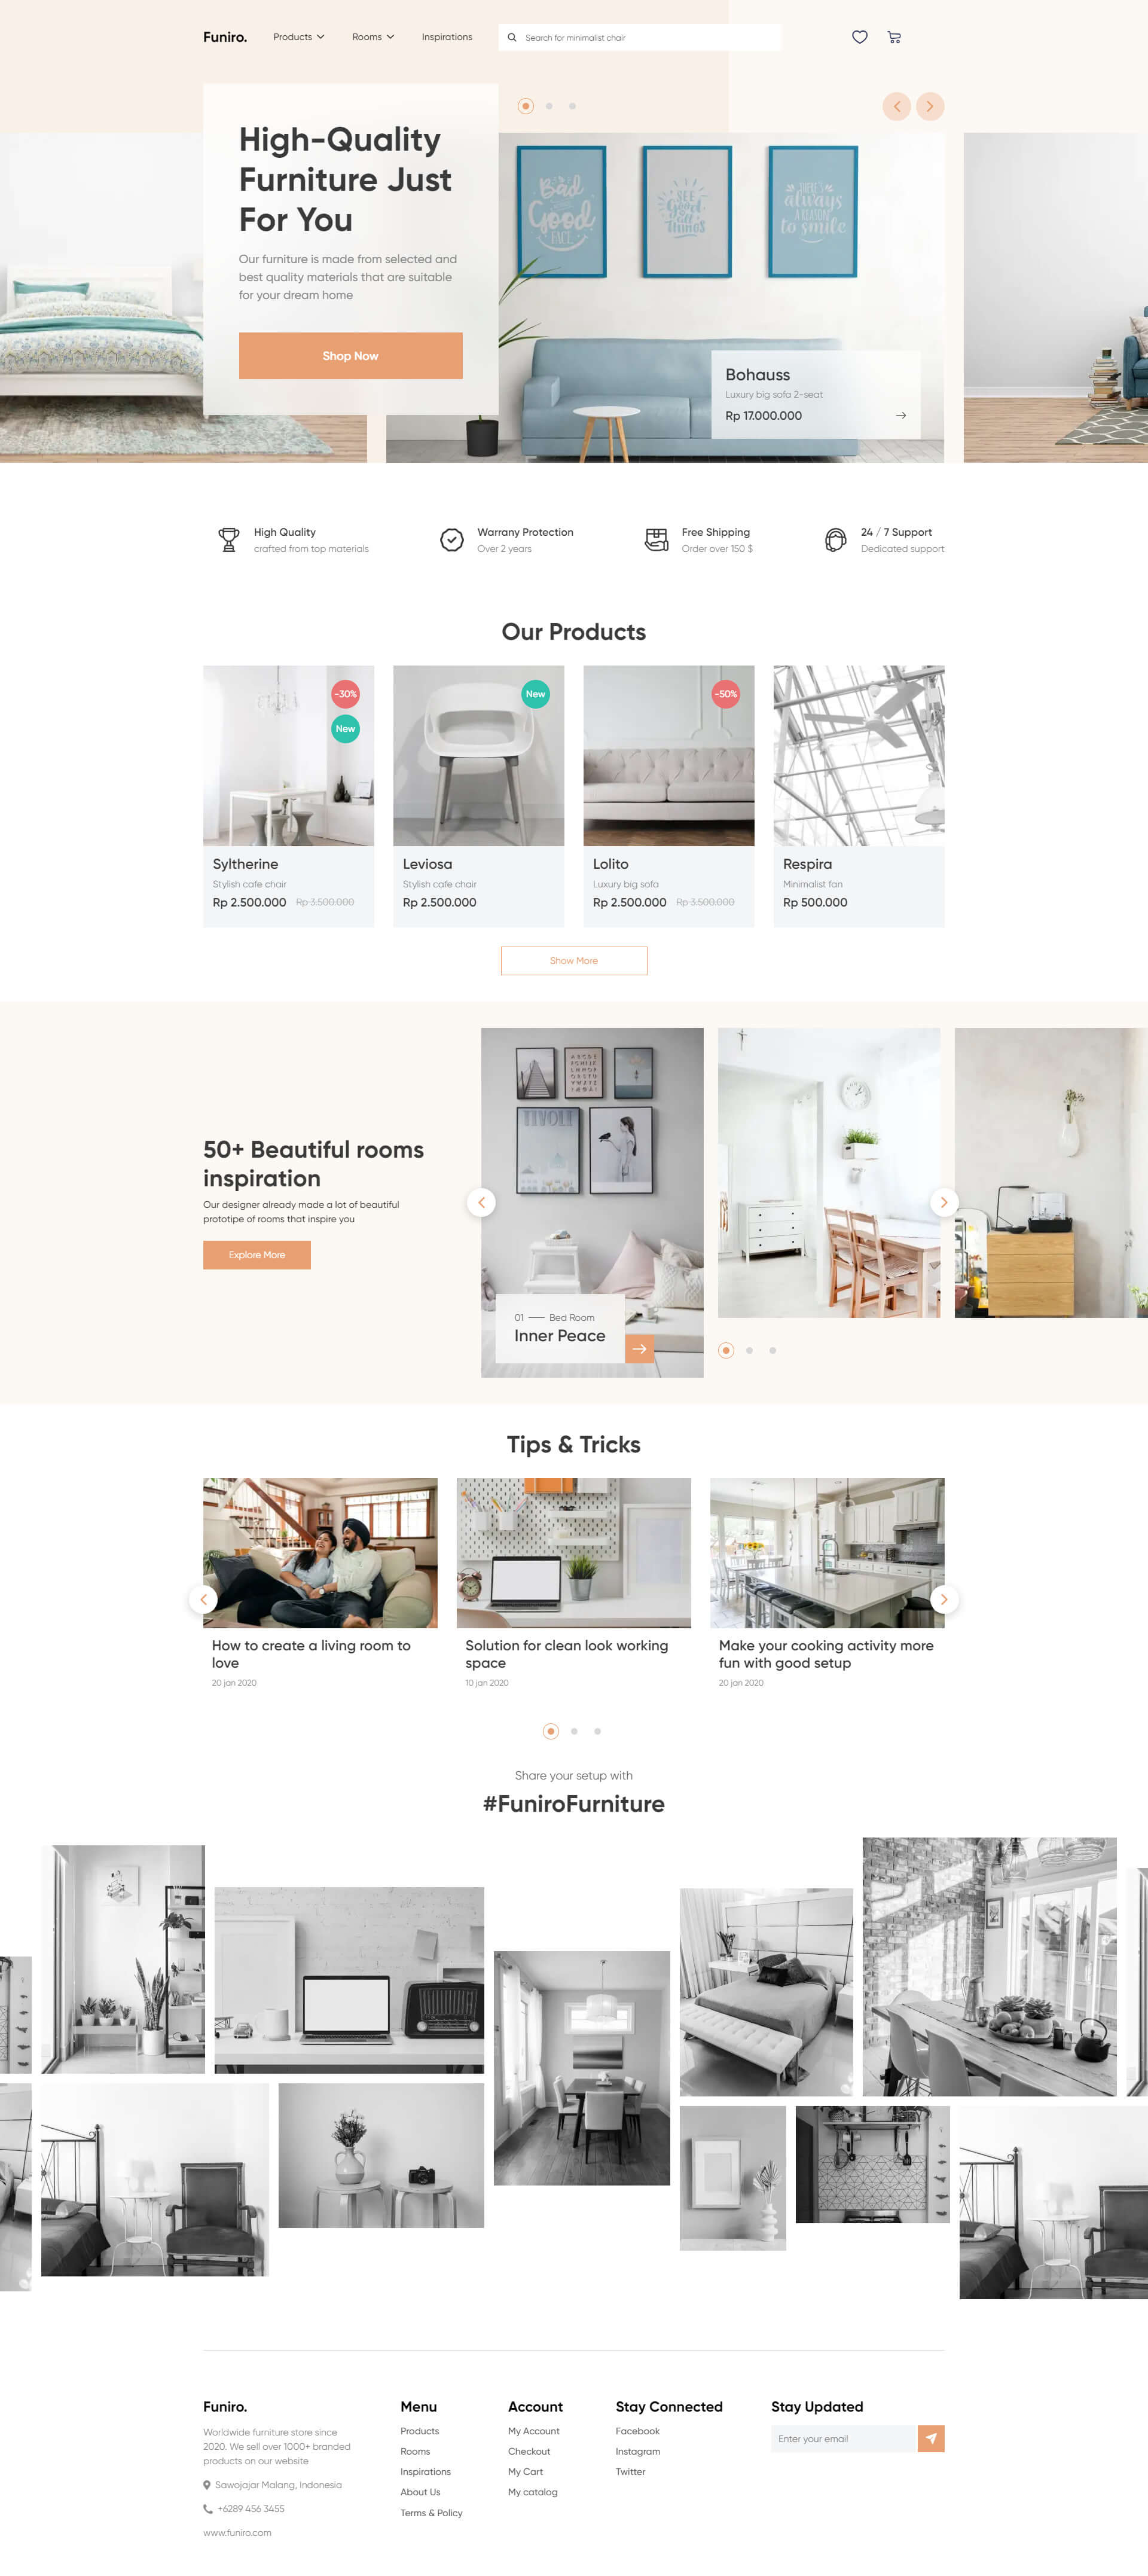 Funiro.
Products
Rooms
Inspirations
Search for minimalist chair
High-Quality
Furniture Just
For You
Our furniture is made from selected and
best quality materials that are suitable
for your dream home
Shop Now
Bad
Good
FACE
SEE
Good
in all
things
THERE'S
always
A REASON
to smile
Bohauss
Luxury big sofa 2-seat
Rp 17.000.000
High Quality
crafted from top materials
Warrany Protection
Over 2 years
Free Shipping
Order over 150 $
24 / 7 Support
Dedicated support
Our Products
-30%
New
New
-50%
Syltherine
Stylish cafe chair
Rp 2.500.000 Rp 3.500.000
Leviosa
Stylish cafe chair
Rp 2.500.000
Lolito
Luxury big sofa
Rp 2.500.000 Rp 3.500.000
Respira
Minimalist fan
Rp 500.000
Show More
50+ Beautiful rooms
inspiration
Our designer already made a lot of beautiful
prototipe of rooms that inspire you
Explore More
TIVOLI
01 Bed Room
Inner Peace
Tips & Tricks
How to create a living room to
love
20 jan 2020
Solution for clean look working
space
10 jan 2020
Make your cooking activity more
fun with good setup
20 jan 2020
Share your setup with
#FuniroFurniture
Funiro.
Worldwide furniture store since
2020. We sell over 1000+ branded
products on our website
Sawojajar Malang, Indonesia
+6289 456 3455
www.funiro.com
Menu
Products
Rooms
Inspirations
About Us
Terms & Policy
Account
My Account
Checkout
My Cart
My catalog
Stay Connected
Facebook
Instagram
Twitter
Stay Updated
Enter your email